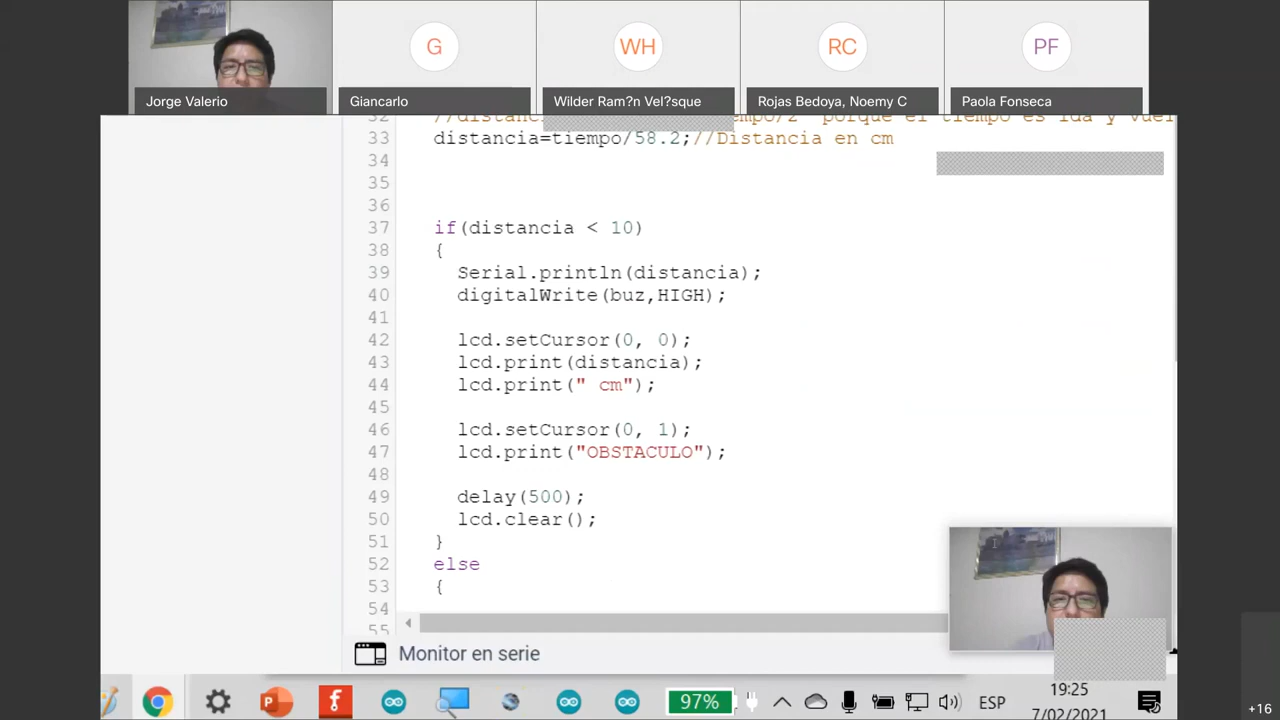 G
WH
RC
PF
Jorge Valerio
Giancarlo
Wilder Ram?n Vel?sque
Rojas Bedoya, Noemy C
Paola Fonseca
32
33 distancia=tiempo/58.2;//Distancia en cm
34
35
36
37 if(distancia < 10)
38 {
39 Serial.println(distancia);
40 digitalWrite(buz,HIGH);
41
42 lcd.setCursor(0, 0);
43 lcd.print(distancia);
44 lcd.print(" cm");
45
46 lcd.setCursor(0, 1);
47 lcd.print("OBSTACULO");
48
49 delay(500);
50 lcd.clear();
51 }
52 else
53 {
54
55
Monitor en serie
97%
ESP
19:25
7/02/2021
+16